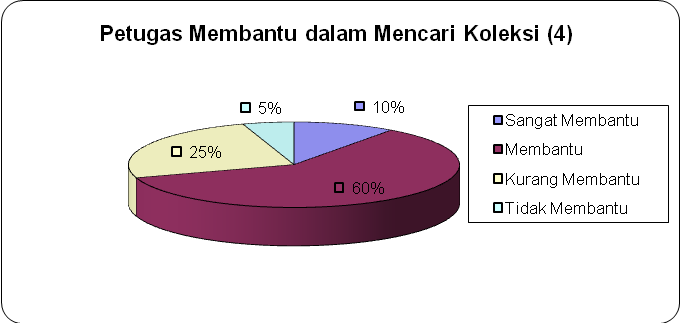 Petugas Membantu dalam Mencari Koleksi (4)
5%
10%
25%
60%
Sangat Membantu
Membantu
Kurang Membantu
Tidak Membantu